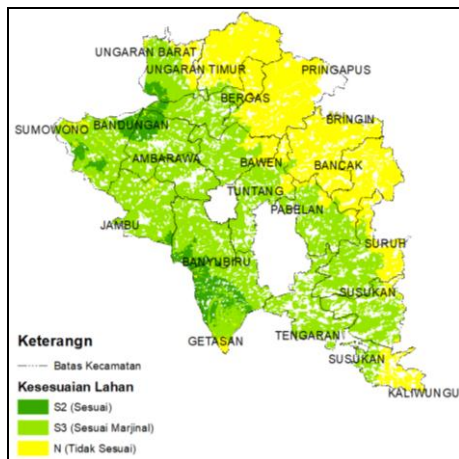 UNGARAN BARAT
UNGARAN TIMUR
PRINGAPUS
BERGAS
BRINGIN
SUMOWONO
BANDUNGAN
AMBARAWA
BAWEN
BANCAK
TUNTANG
PABELAN
JAMBU
SURUH
BANYUBIRU
SUSUKAN
GETASAN
TENGARAN
SUSUKAN
KALIWUNGU
Keterangn
Batas Kecamatan
Kesesuaian Lahan
S2 (Sesuai)
S3 (Sesuai Marjinal)
N (Tidak Sesuai)